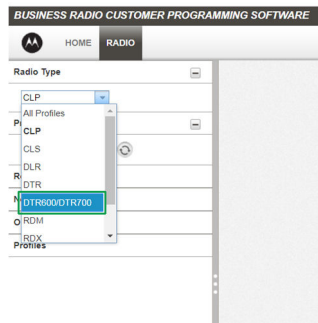 BUSINESS RADIO CUSTOMER PROGRAMMING SOFTWARE
HOME RADIO
Radio Type
CLP
All Profiles
CLP
CLS
DLR
DTR
DTR600/DTR700
RDM
RDX
Profiles